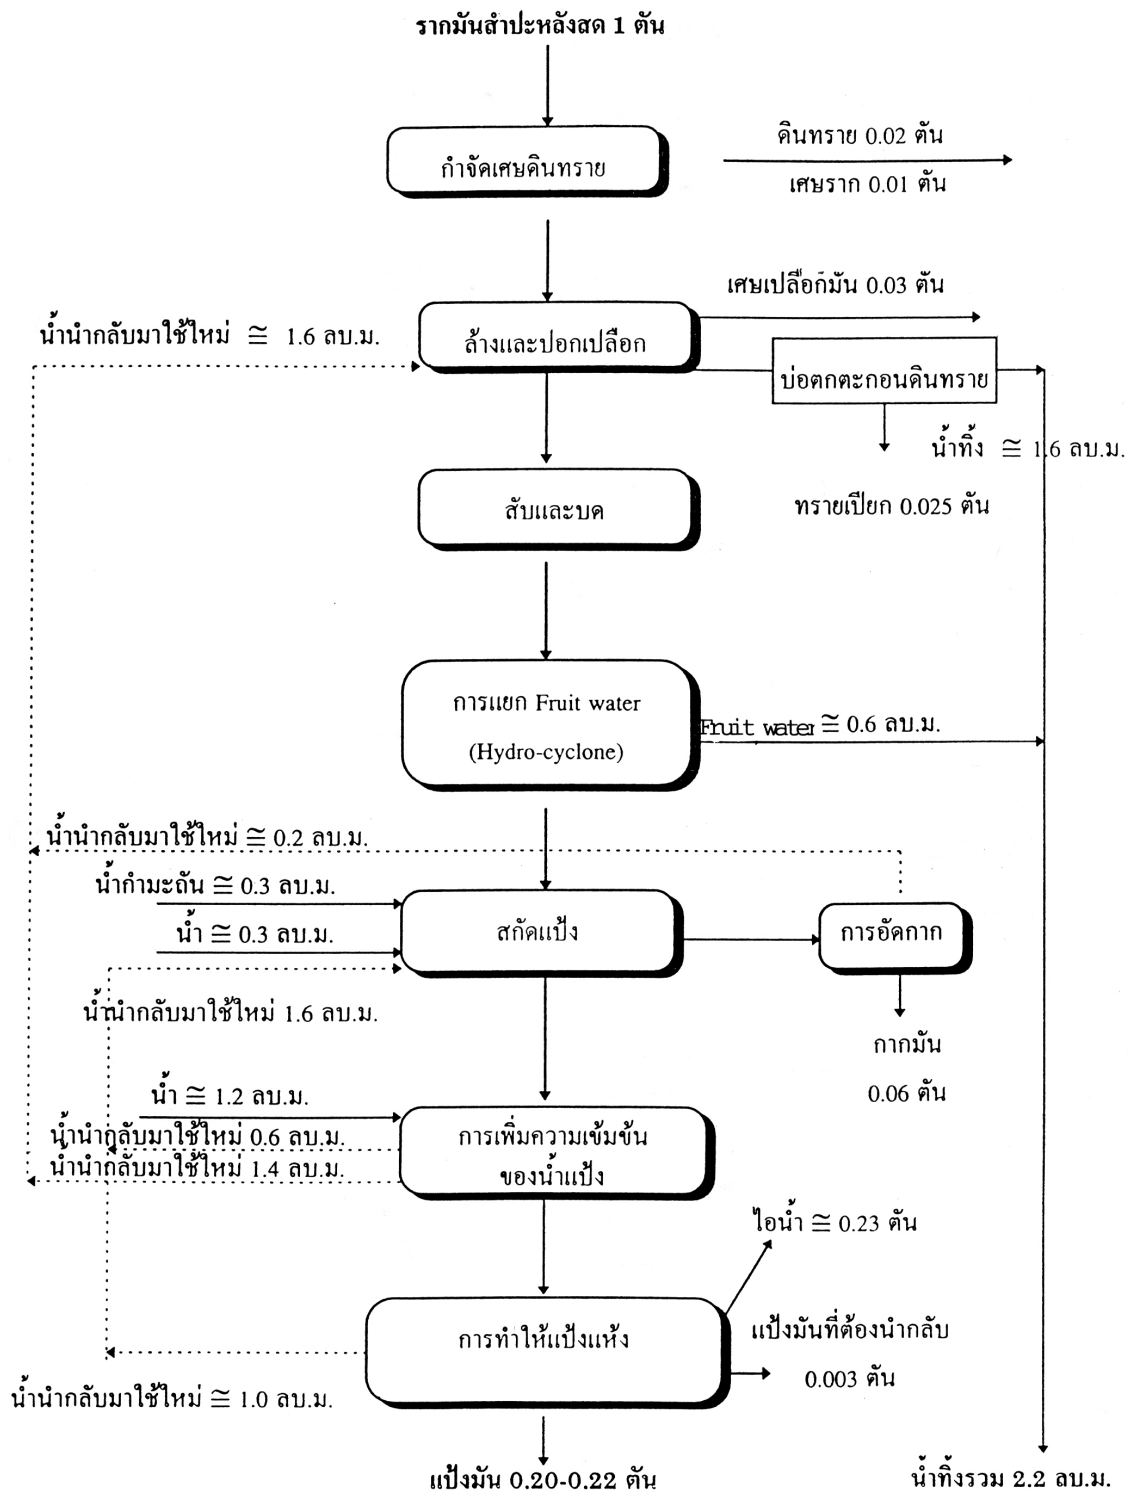 รากมันสำปะหลังสด 1 ตัน
กำจัดเศษดินทราย
ดินทราย 0.02 ตัน
เศษราก 0.01 ตัน
เศษเปลือกมัน 0.03 ตัน
น้ำนำกลับมาใช้ใหม่ ≅ 1.6 ลบ.ม.
ล้างและปอกเปลือก
บ่อตกตะกอนดินทราย
น้ำทิ้ง ≅ 1.6 ลบ.ม.
ทรายเปียก 0.025 ตัน
สับและบด
การแยก Fruit water
(Hydro-cyclone)
Fruit water ≅ 0.6 ลบ.ม.
น้ำนำกลับมาใช้ใหม่ ≅ 0.2 ลบ.ม.
น้ำกำมะถัน ≅ 0.3 ลบ.ม.
น้ำ ≅ 0.3 ลบ.ม.
สกัดแป้ง
การอัดกาก
น้ำนำกลับมาใช้ใหม่ 1.6 ลบ.ม.
กากมัน
0.06 ตัน
น้ำ ≅ 1.2 ลบ.ม.
น้ำนำกลับมาใช้ใหม่ 0.6 ลบ.ม.
น้ำนำกลับมาใช้ใหม่ 1.4 ลบ.ม.
การเพิ่มความเข้มข้น
ของน้ำแป้ง
ไอน้ำ ≅ 0.23 ตัน
การทำให้แป้งแห้ง
แป้งมันที่ต้องนำกลับ
0.003 ตัน
น้ำนำกลับมาใช้ใหม่ ≅ 1.0 ลบ.ม.
แป้งมัน 0.20-0.22 ตัน
น้ำทิ้งรวม 2.2 ลบ.ม.